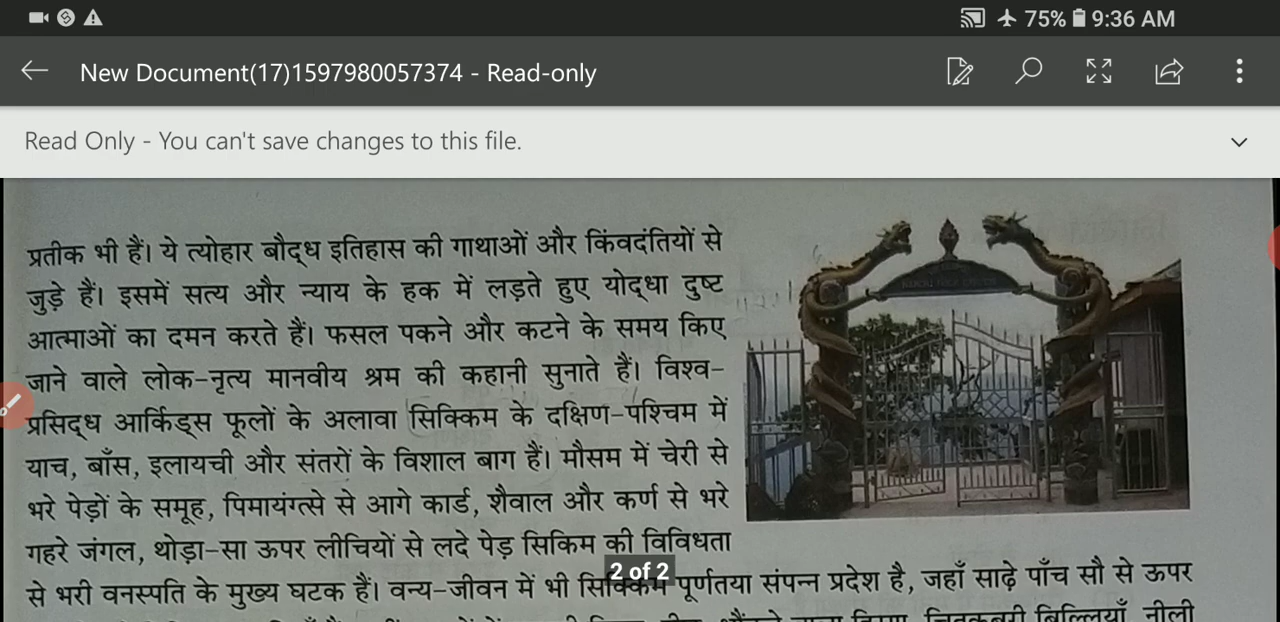 75% 9:36 AM
New Document(17)1597980057374 - Read-only
Read Only - You can't save changes to this file.
प्रतीक भी हैं। ये त्योहार बौद्ध इतिहास की गाथाओं और किंवदंतियों से
जुड़े हैं। इसमें सत्य और न्याय के हक में लड़ते हुए योद्धा दुष्ट
आत्माओं का दमन करते हैं। फसल पकने और कटने के समय किए
जाने वाले लोक-नृत्य मानवीय श्रम की कहानी सुनाते हैं। विश्व-
प्रसिद्ध आर्किड्स फूलों के अलावा सिक्किम के दक्षिण-पश्चिम में
याच, बाँस, इलायची और संतरों के विशाल बाग हैं। मौसम में चेरी से
भरे पेड़ों के समूह, पिमायंग्त्से से आगे कार्ड, शैवाल और कर्ण से भरे
गहरे जंगल, थोड़ा-सा ऊपर लीचियों से लदे पेड़ सिकिम की विविधता
2 of 2
से भरी वनस्पति के मुख्य घटक हैं। वन्य-जीवन में भी सिक्किम पूर्णतया संपन्न प्रदेश है, जहाँ साढ़े पाँच सौ से ऊपर
चितकबरी बिल्लियाँ, नीली